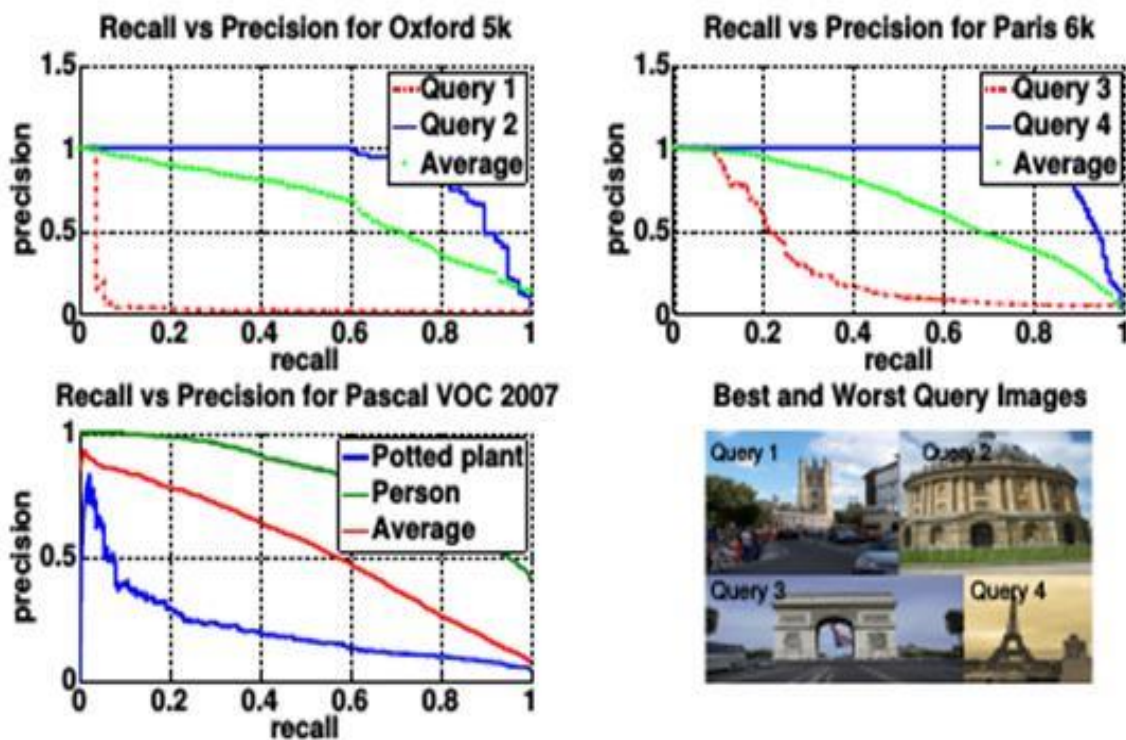 Recall vs Precision for Oxford 5k
1.5
1
0.5
0
0 0.2 0.4 0.6 0.8 1
precision
recall
Query 1
Query 2
Average
Recall vs Precision for Paris 6k
1.5
1
0.5
0
0 0.2 0.4 0.6 0.8 1
precision
recall
Query 3
Query 4
Average
Recall vs Precision for Pascal VOC 2007
1
0.5
0
0 0.2 0.4 0.6 0.8 1
precision
recall
Potted plant
Person
Average
Best and Worst Query Images
Query 1
Query 2
Query 3
Query 4